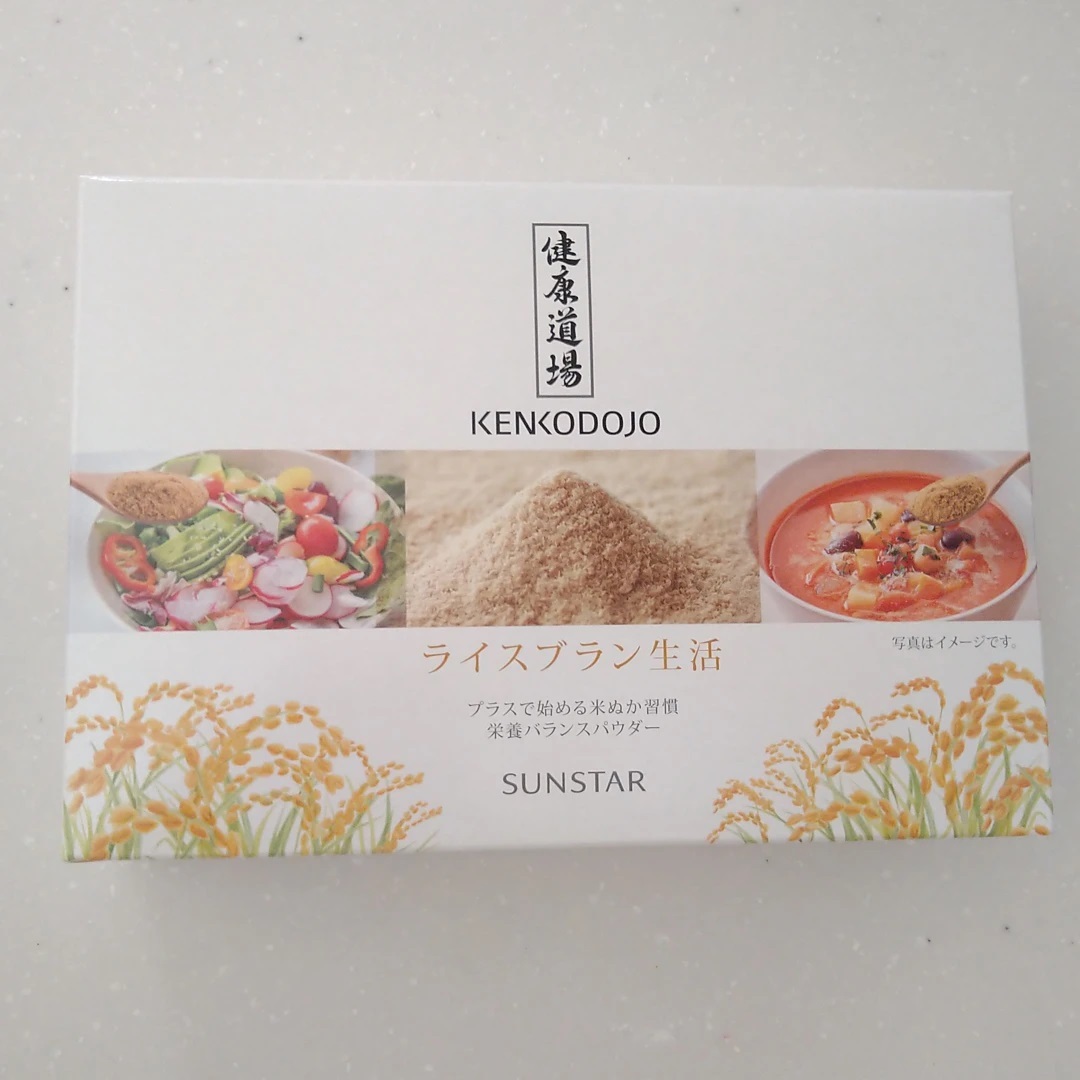 健康道場
KENKODOJO
ライスブラン生活
写真はイメージです。
プラスで始める米ぬか習慣
栄養バランスパウダー
SUNSTAR